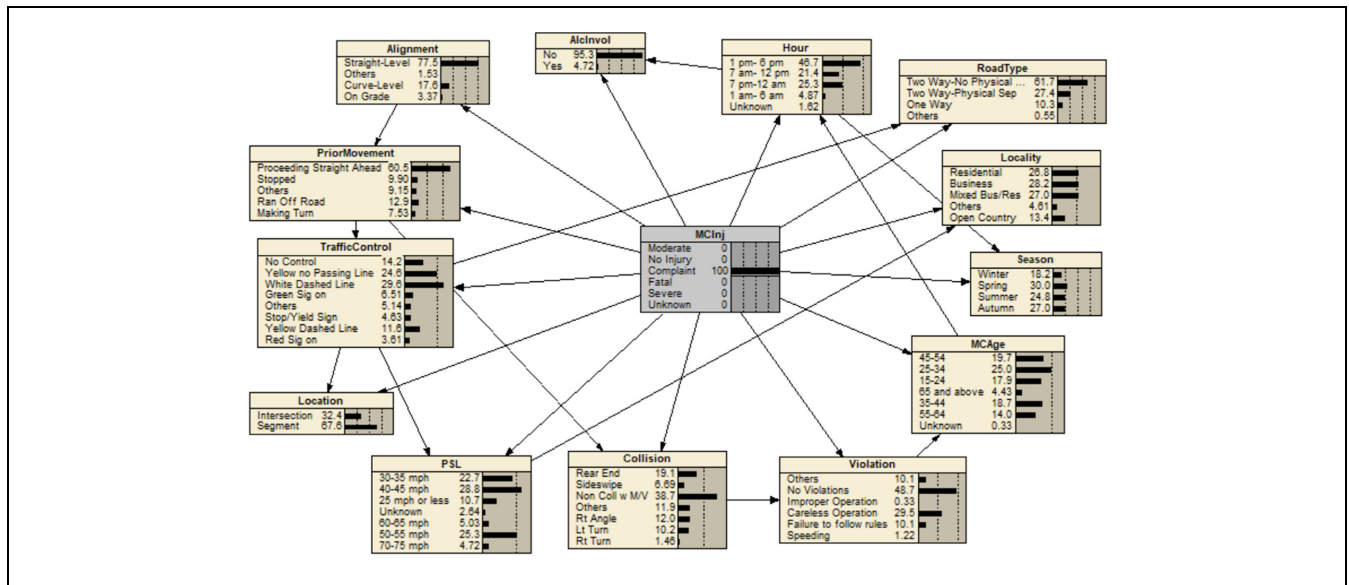 Alignment
Straight-Level 77.5
Others 1.53
Curve-Level 17.6
On Grade 3.37
AlcInvol
No 95.3
Yes 4.72
Hour
1 pm- 6 pm 46.7
7 am- 12 pm 21.4
7 pm-12 am 25.3
1 am- 6 am 4.87
Unknown 1.62
RoadType
Two Way-No Physical ... 61.7
Two Way-Physical Sep 27.4
One Way 10.3
Others 0.55
PriorMovement
Proceeding Straight Ahead 60.5
Stopped 9.90
Others 9.15
Ran Off Road 12.9
Making Turn 7.53
Locality
Residential 26.8
Business 28.2
Mixed Bus/Res 27.0
Others 4.61
Open Country 13.4
MCInj
Moderate 0
No Injury 0
Complaint 100
Fatal 0
Severe 0
Unknown 0
TrafficControl
No Control 14.2
Yellow no Passing Line 24.6
White Dashed Line 29.6
Green Sig on 6.51
Others 5.14
Stop/Yield Sign 4.63
Yellow Dashed Line 11.6
Red Sig on 3.61
Season
Winter 18.2
Spring 30.0
Summer 24.8
Autumn 27.0
MCAge
45-54 19.7
25-34 25.0
15-24 17.9
65 and above 4.43
35-44 18.7
55-64 14.0
Unknown 0.33
Location
Intersection 32.4
Segment 67.6
PSL
30-35 mph 22.7
40-45 mph 28.8
25 mph or less 10.7
Unknown 2.64
60-65 mph 5.03
50-55 mph 25.3
70-75 mph 4.72
Collision
Rear End 19.1
Sideswipe 6.69
Non Coll w M/V 38.7
Others 11.9
Rt Angle 12.0
Lt Turn 10.2
Rt Turn 1.46
Violation
Others 10.1
No Violations 48.7
Improper Operation 0.33
Careless Operation 29.5
Failure to follow rules 10.1
Speeding 1.22